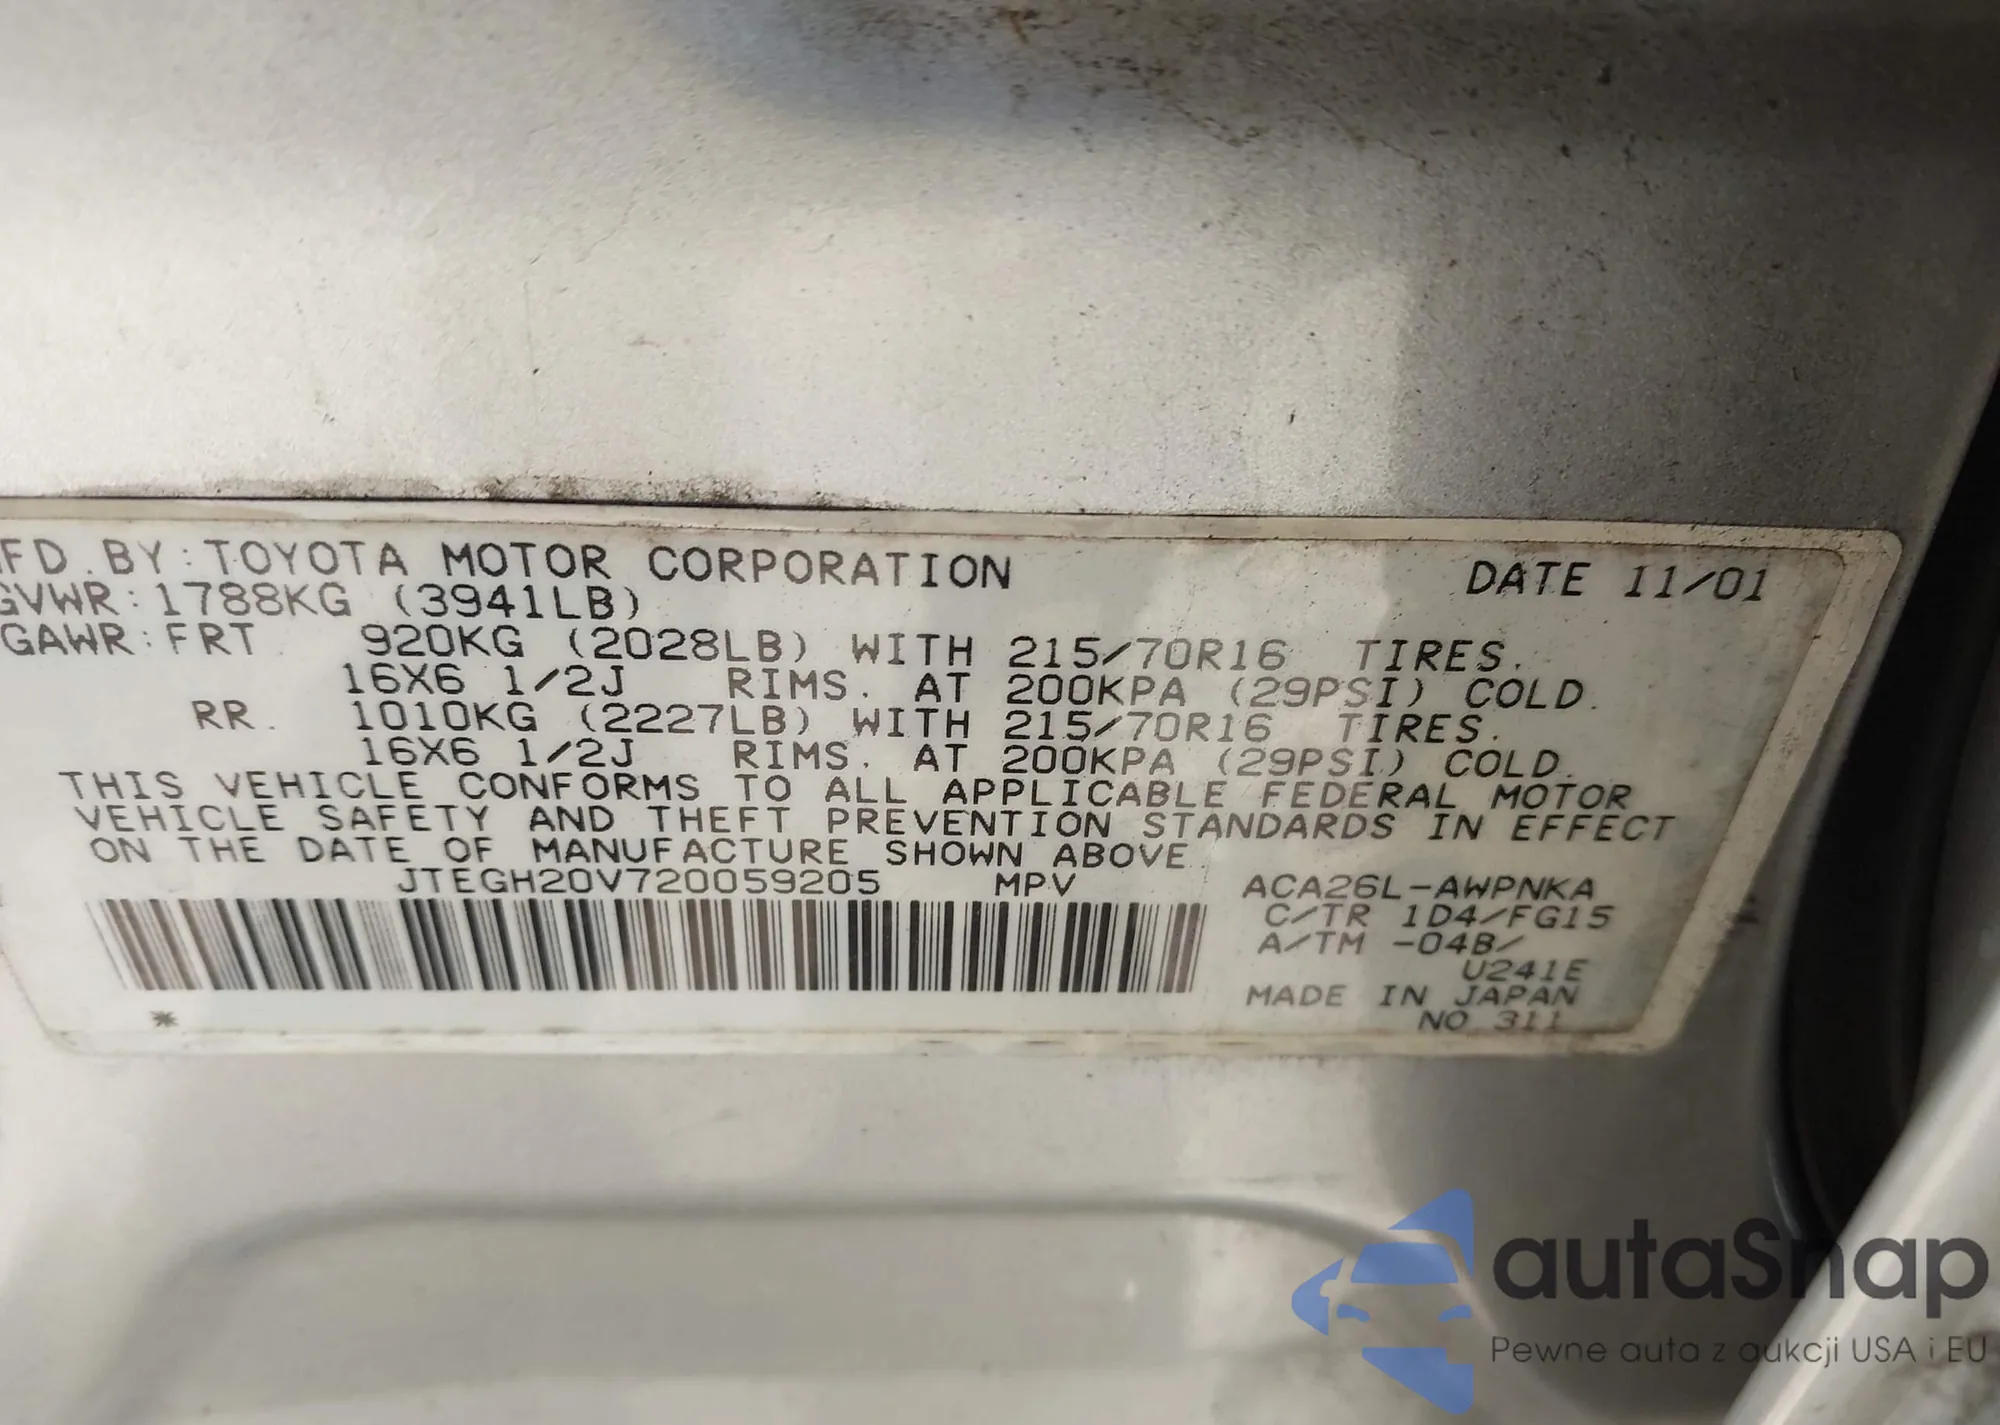 FD.BY:TOYOTA MOTOR CORPORATION DATE 11/01
GVWR:1788KG (3941LB)
GAWR:FRT 920KG (2028LB) WITH 215/70R16 TIRES.
16X6 1/2J RIMS. AT 200KPA (29PSI) COLD.
RR. 1010KG (2227LB) WITH 215/70R16 TIRES.
16X6 1/2J RIMS. AT 200KPA (29PSI) COLD.
THIS VEHICLE CONFORMS TO ALL APPLICABLE FEDERAL MOTOR
VEHICLE SAFETY AND THEFT PREVENTION STANDARDS IN EFFECT
ON THE DATE OF MANUFACTURE SHOWN ABOVE.
JTEGH20V720059205 MPV ACA26L-AWPNKA
C/TR 1D4/FG15
A/TM -04B/
U241E
MADE IN JAPAN
NO 311
autaSnap
Pewne auta z aukcji USA i EU